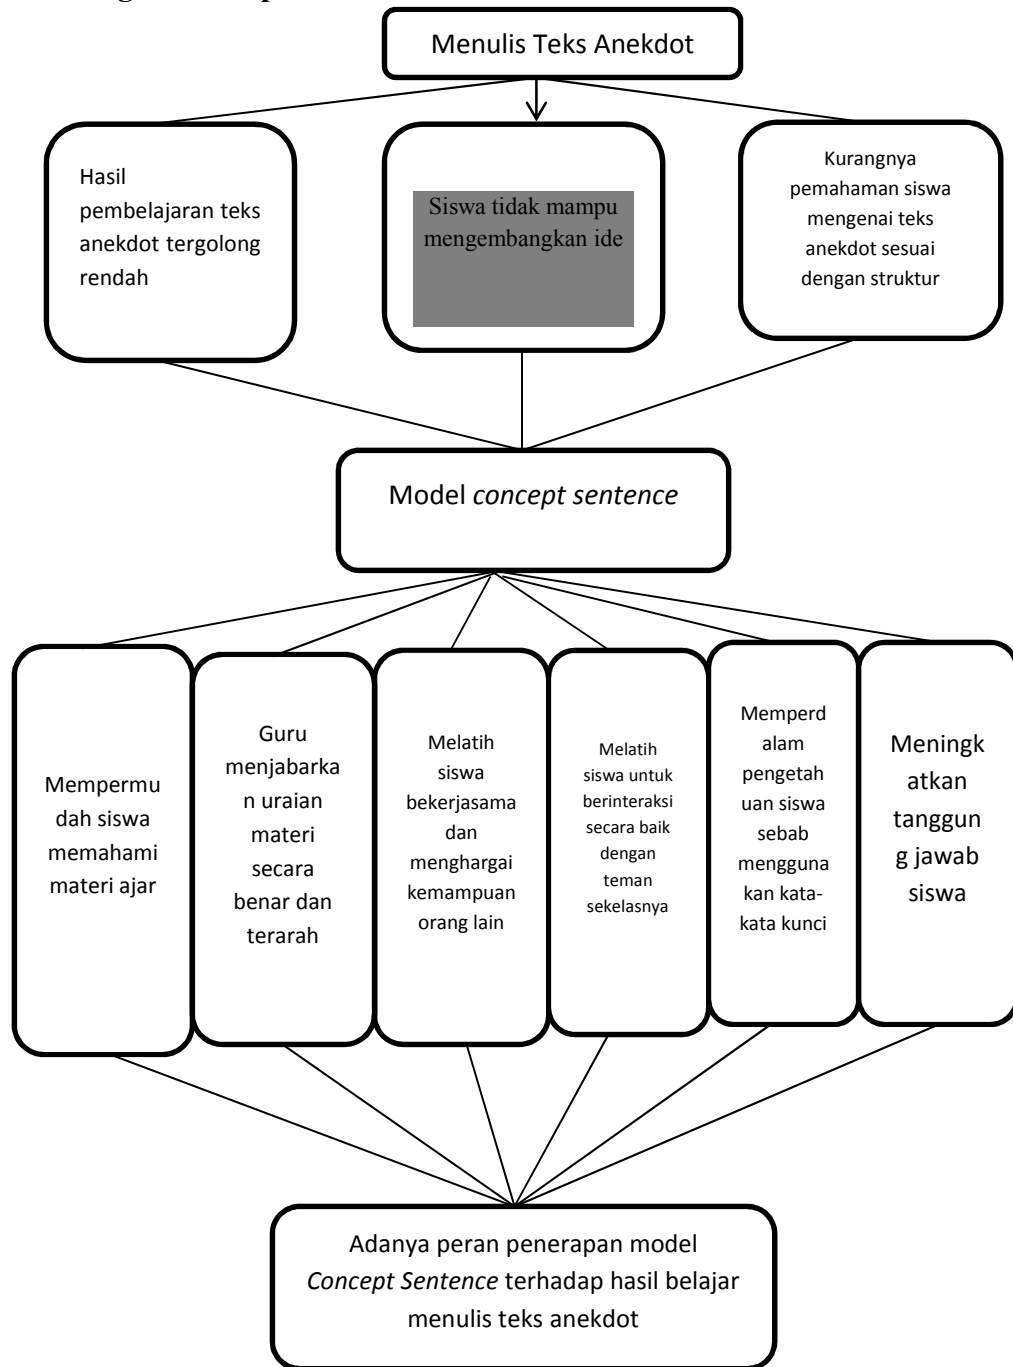 Menulis Teks Anekdot
Hasil
pembelajaran teks
anekdot tergolong
rendah
Siswa tidak mampu
mengembangkan ide
Kurangnya
pemahaman siswa
mengenai teks
anekdot sesuai
dengan struktur
Model concept sentence
Mempermu
dah siswa
memahami
materi ajar
Guru
menjabarka
n uraian
materi
secara
benar dan
terarah
Melatih
siswa
bekerjasama
dan
menghargai
kemampuan
orang lain
Melatih
siswa untuk
berinteraksi
secara baik
dengan
teman
sekelasnya
Memperd
alam
pengetah
uan siswa
sebab
mengguna
kan kata-
kata kunci
Meningk
atkan
tanggun
g jawab
siswa
Adanya peran penerapan model
Concept Sentence terhadap hasil belajar
menulis teks anekdot